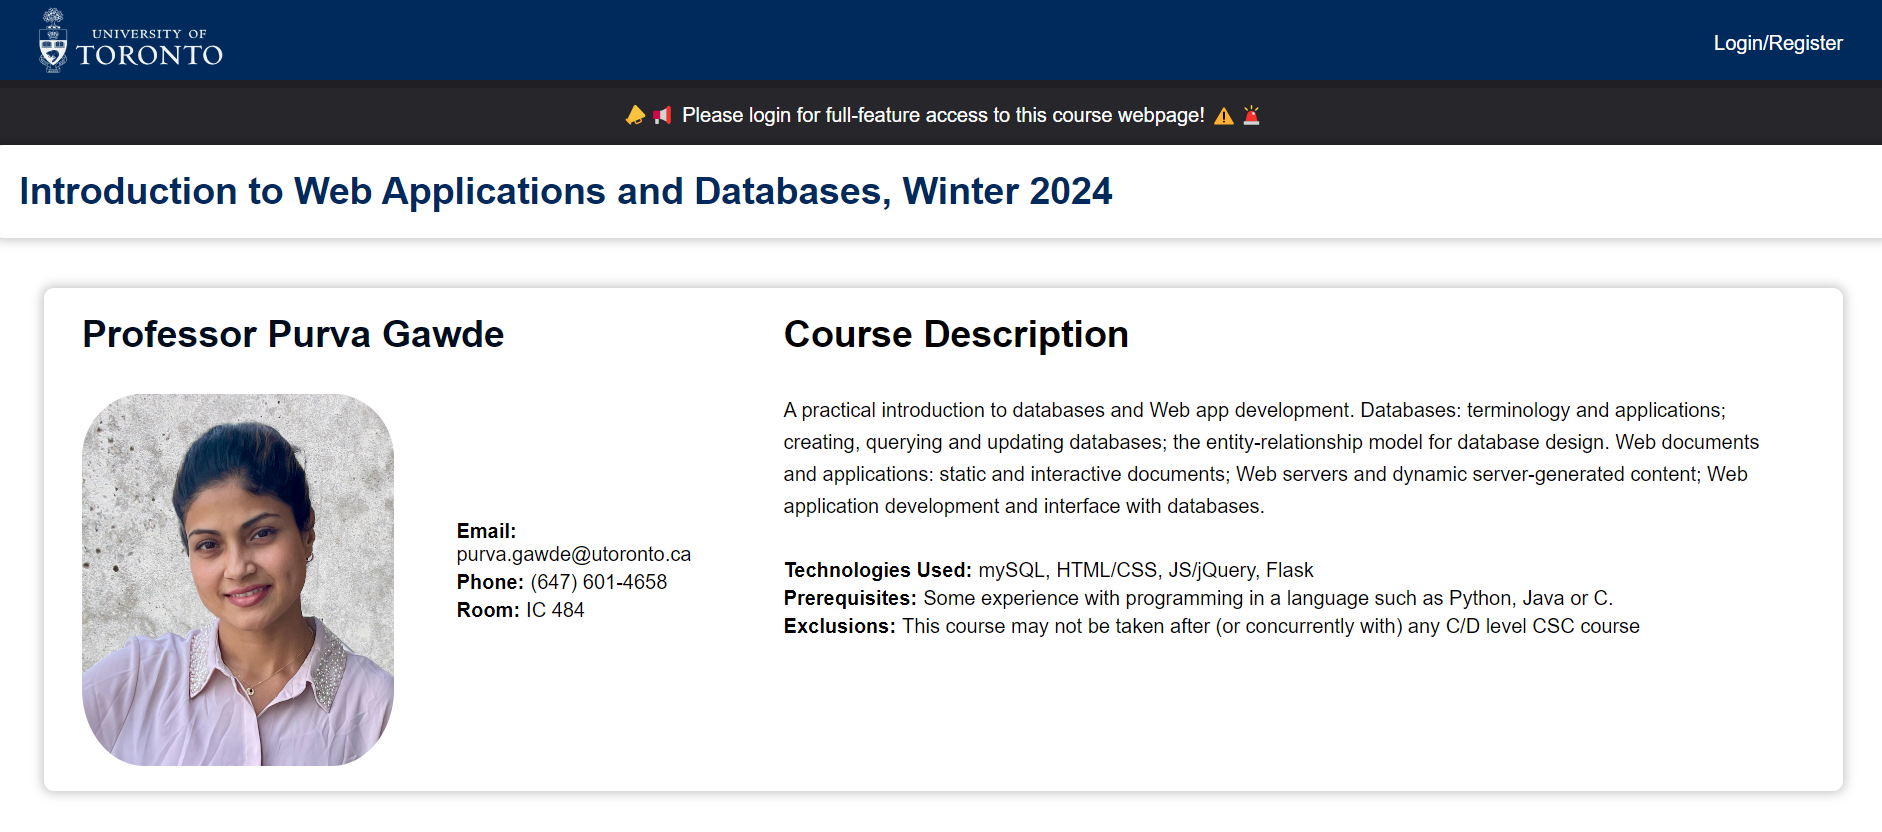 UNIVERSITY OF
TORONTO
Login/Register
Please login for full-feature access to this course webpage!
Introduction to Web Applications and Databases, Winter 2024
Professor Purva Gawde
Email:
purva.gawde@utoronto.ca
Phone: (647) 601-4658
Room: IC 484
Course Description
A practical introduction to databases and Web app development. Databases: terminology and applications;
creating, querying and updating databases; the entity-relationship model for database design. Web documents
and applications: static and interactive documents; Web servers and dynamic server-generated content; Web
application development and interface with databases.
Technologies Used: mySQL, HTML/CSS, JS/jQuery, Flask
Prerequisites: Some experience with programming in a language such as Python, Java or C.
Exclusions: This course may not be taken after (or concurrently with) any C/D level CSC course